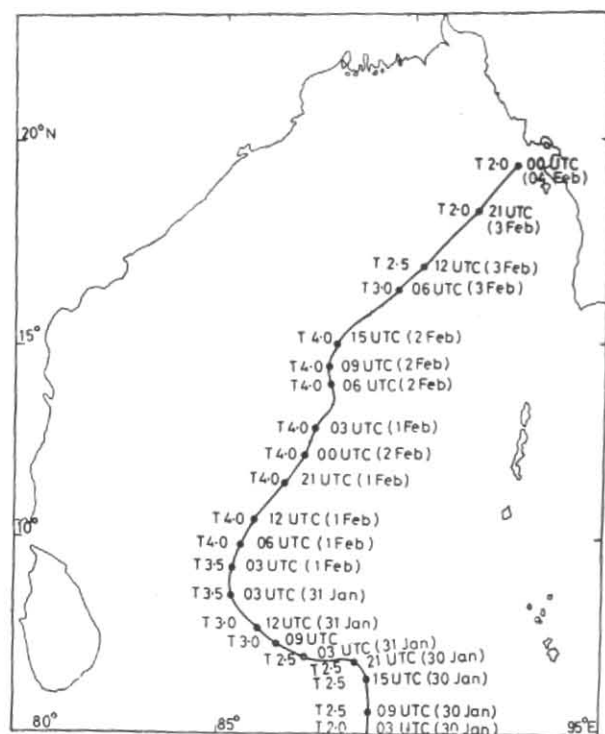 20°N
T 2·0 00 UTC
(04 Feb)
T 2·0 21 UTC
(3 Feb)
T 2·5 12 UTC (3 Feb)
T 3·0 06 UTC (3 Feb)
15°
T 4·0 15 UTC (2 Feb)
T 4·0 09 UTC (2 Feb)
T 4·0 06 UTC (2 Feb)
T 4·0 03 UTC (1 Feb)
T 4·0 00 UTC (2 Feb)
T 4·0 21 UTC (1 Feb)
T 4·0 12 UTC (1 Feb)
10°
T 4·0 06 UTC (1 Feb)
T 3·5 03 UTC (1 Feb)
T 3·5 03 UTC (31 Jan)
T 3·0 12 UTC (31 Jan)
T 3·0 09 UTC
T 2·5 03 UTC (31 Jan)
T 2·5 21 UTC (30 Jan)
T 2·5 15 UTC (30 Jan)
T 2·5 09 UTC (30 Jan)
T 2·0 03 UTC (30 Jan)
80° 85° 95°E